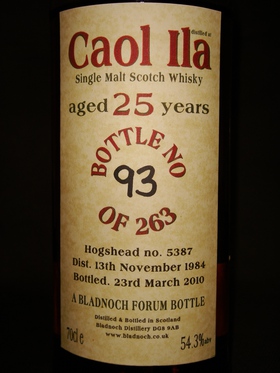 distilled at
Caol Ila
Single Malt Scotch Whisky
aged 25 years
BOTTLE NO
93
OF 263
Hogshead no. 5387
Dist. 13th November 1984
Bottled. 23rd March 2010
A BLADNOCH FORUM BOTTLE
Distilled & Bottled in Scotland
Bladnoch Distillery DG8 9AB
www.bladnoch.co.uk
70cl e
54.3% abv